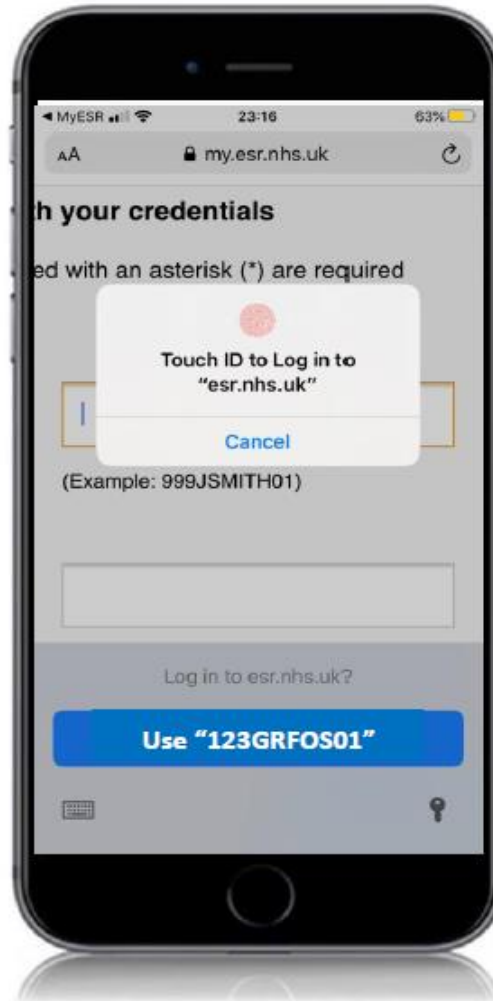 ◀ MyESR 23:16 63%
AA my.esr.nhs.uk
h your credentials
ed with an asterisk (*) are required
Touch ID to Log in to
“esr.nhs.uk”
Cancel
(Example: 999JSMITH01)
Log in to esr.nhs.uk?
Use “123GRFOS01”